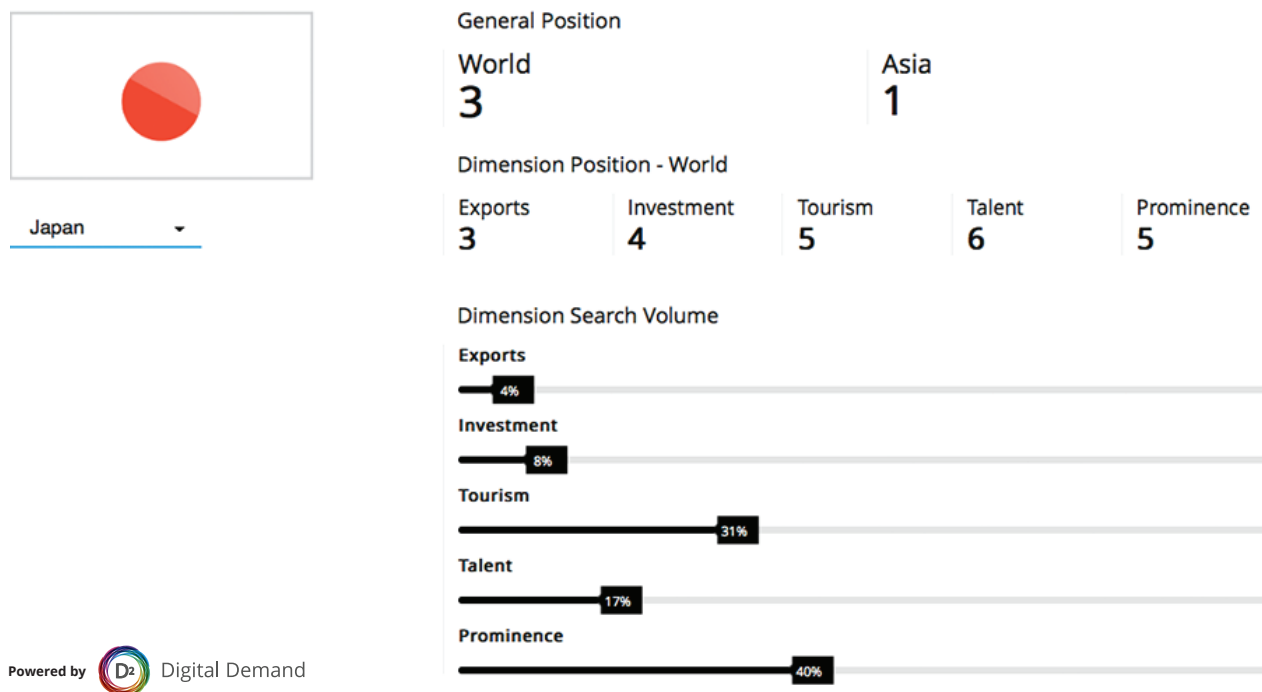 General Position
World Asia
3 1
Dimension Position - World
Exports Investment Tourism Talent Prominence
3 4 5 6 5
Japan
Dimension Search Volume
Exports
4%
Investment
8%
Tourism
31%
Talent
17%
Prominence
40%
Powered by D² Digital Demand